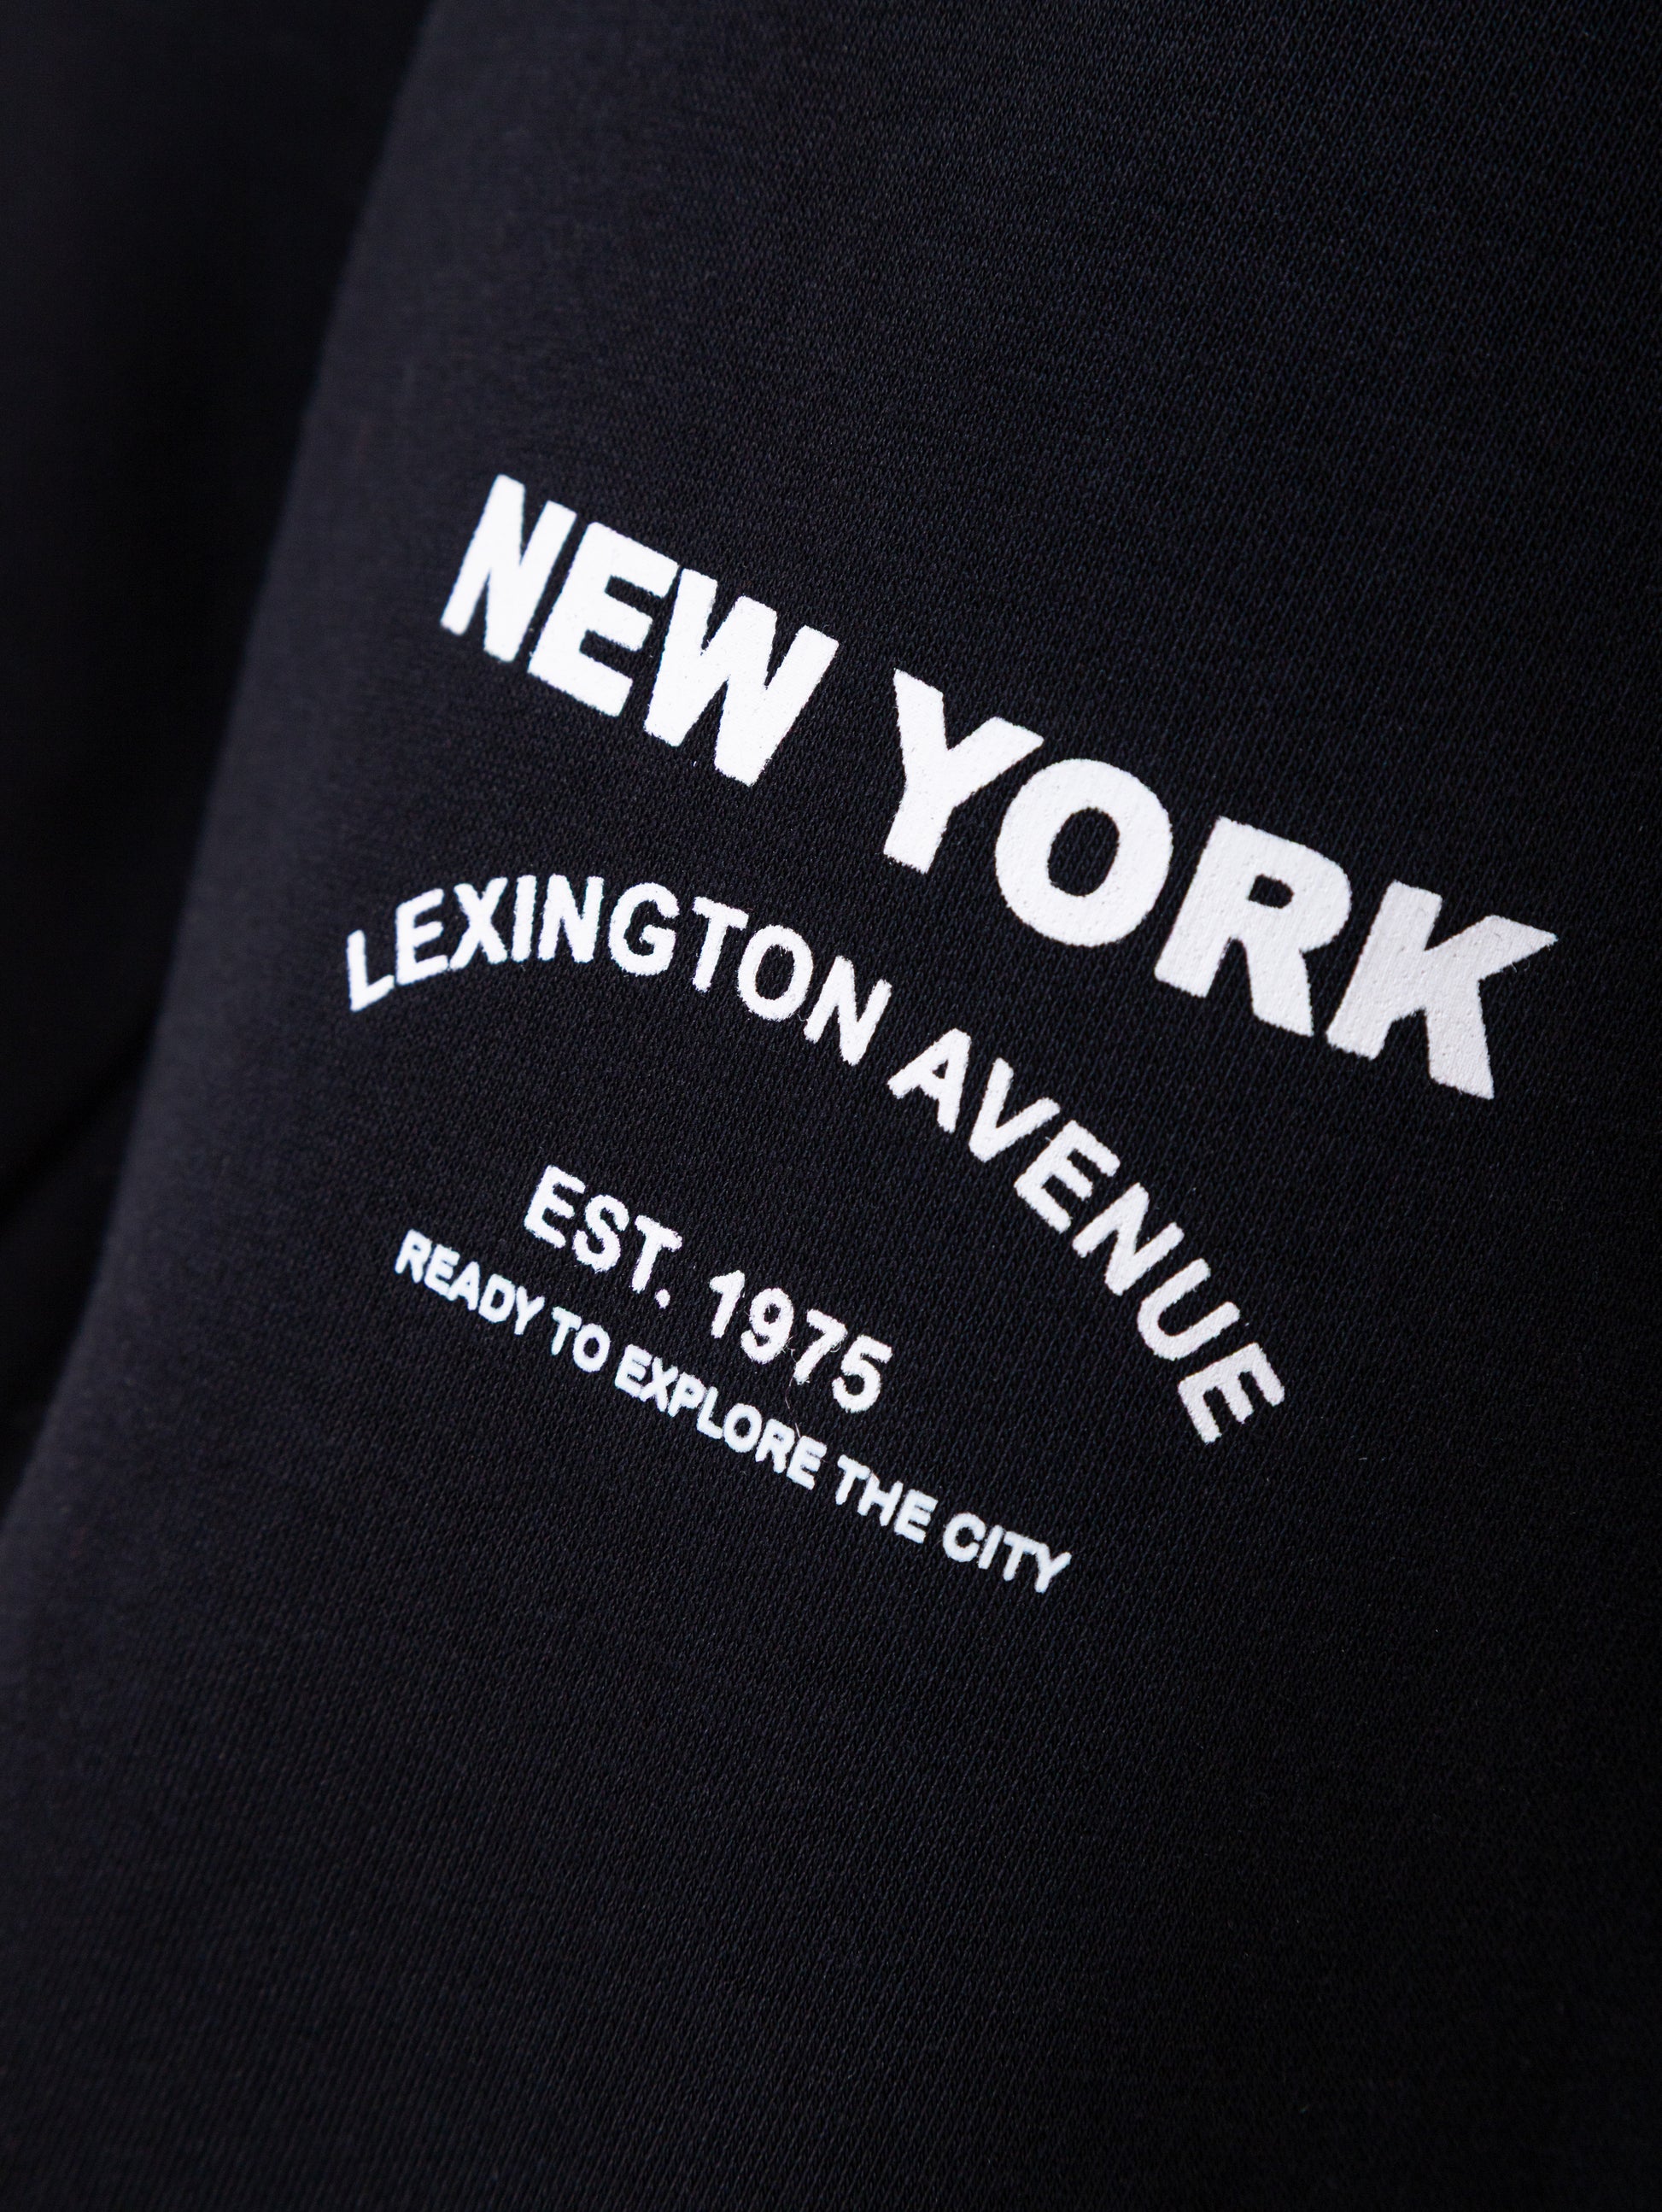 NEW YORK
LEXINGTON AVENUE
EST. 1975
READY TO EXPLORE THE CITY